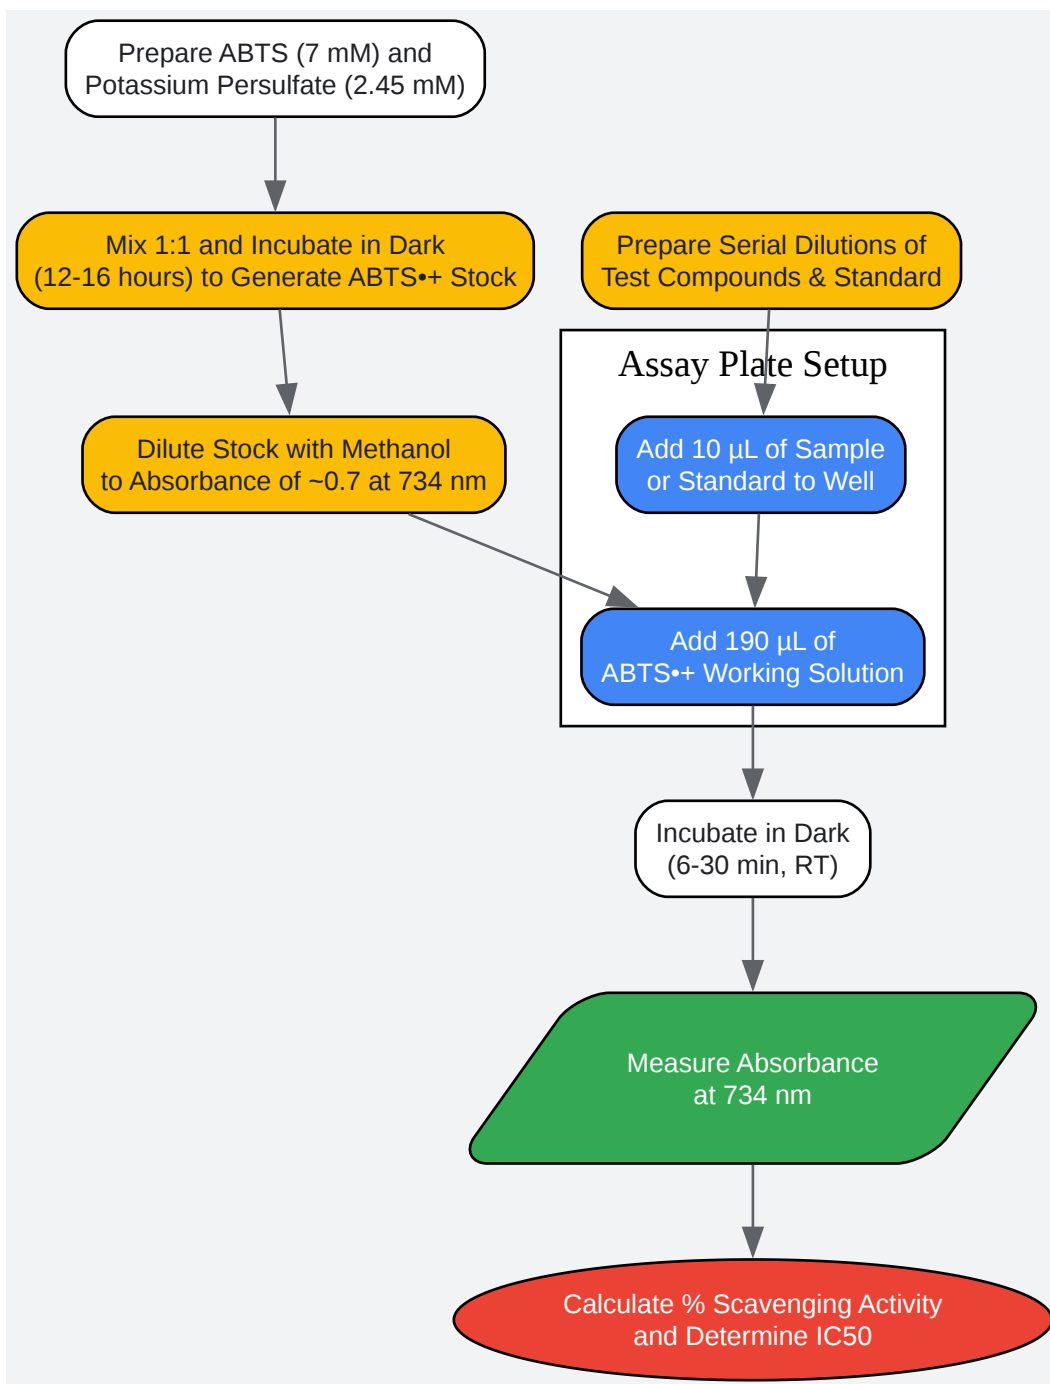 Prepare ABTS (7 mM) and
Potassium Persulfate (2.45 mM)
Mix 1:1 and Incubate in Dark
(12-16 hours) to Generate ABTS•+ Stock
Prepare Serial Dilutions of
Test Compounds & Standard
Assay Plate Setup
Dilute Stock with Methanol
to Absorbance of ~0.7 at 734 nm
Add 10 µL of Sample
or Standard to Well
Add 190 µL of
ABTS•+ Working Solution
Incubate in Dark
(6-30 min, RT)
Measure Absorbance
at 734 nm
Calculate % Scavenging Activity
and Determine IC50